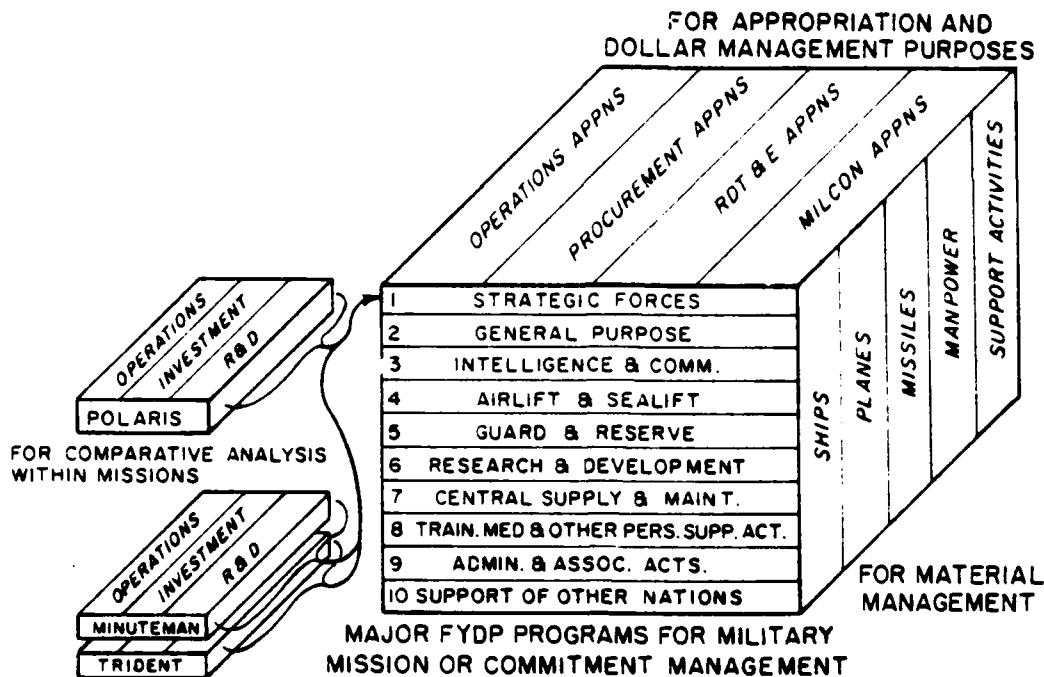 FOR APPROPRIATION AND
DOLLAR MANAGEMENT PURPOSES
OPERATIONS APPNS
PROCUREMENT APPNS
RDT & E APPNS
MILCON APPNS
1 STRATEGIC FORCES
2 GENERAL PURPOSE
3 INTELLIGENCE & COMM.
4 AIRLIFT & SEALIFT
5 GUARD & RESERVE
6 RESEARCH & DEVELOPMENT
7 CENTRAL SUPPLY & MAINT.
8 TRAIN. MED & OTHER PERS. SUPP. ACT.
9 ADMIN. & ASSOC. ACTS.
10 SUPPORT OF OTHER NATIONS
SHIPS
PLANES
MISSILES
MANPOWER
SUPPORT ACTIVITIES
OPERATIONS
INVESTMENT
R&D
POLARIS
FOR COMPARATIVE ANALYSIS
WITHIN MISSIONS
OPERATIONS
INVESTMENT
R&D
MINUTEMAN
TRIDENT
MAJOR FYDP PROGRAMS FOR MILITARY
MISSION OR COMMITMENT MANAGEMENT
FOR MATERIAL
MANAGEMENT